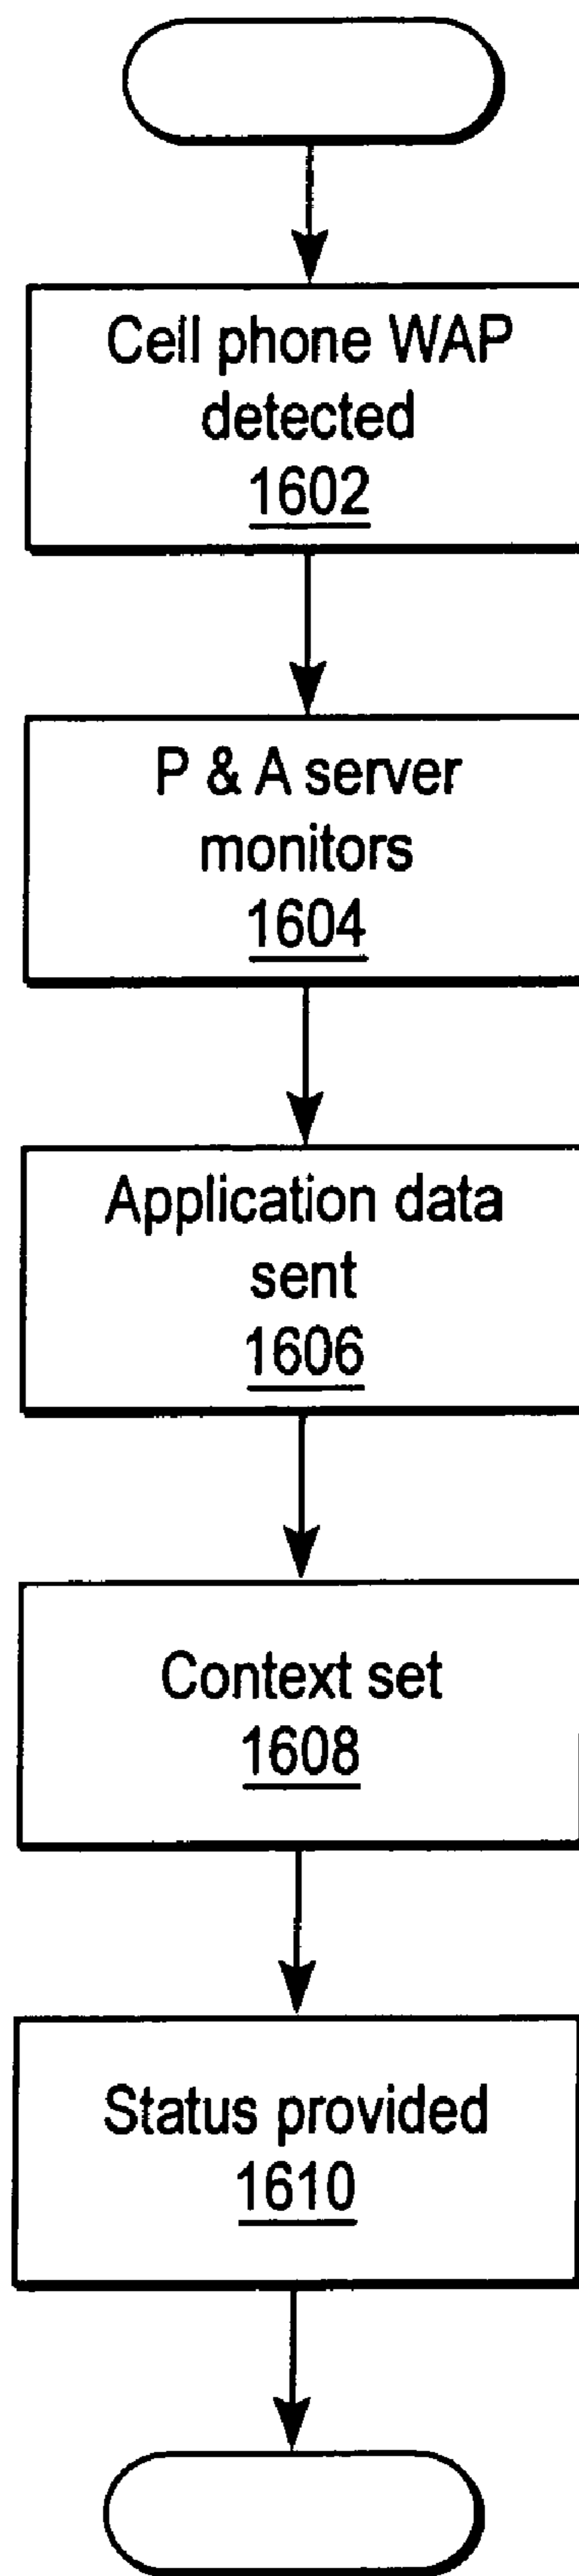 Cell phone WAP
detected
1602
P & A server
monitors
1604
Application data
sent
1606
Context set
1608
Status provided
1610